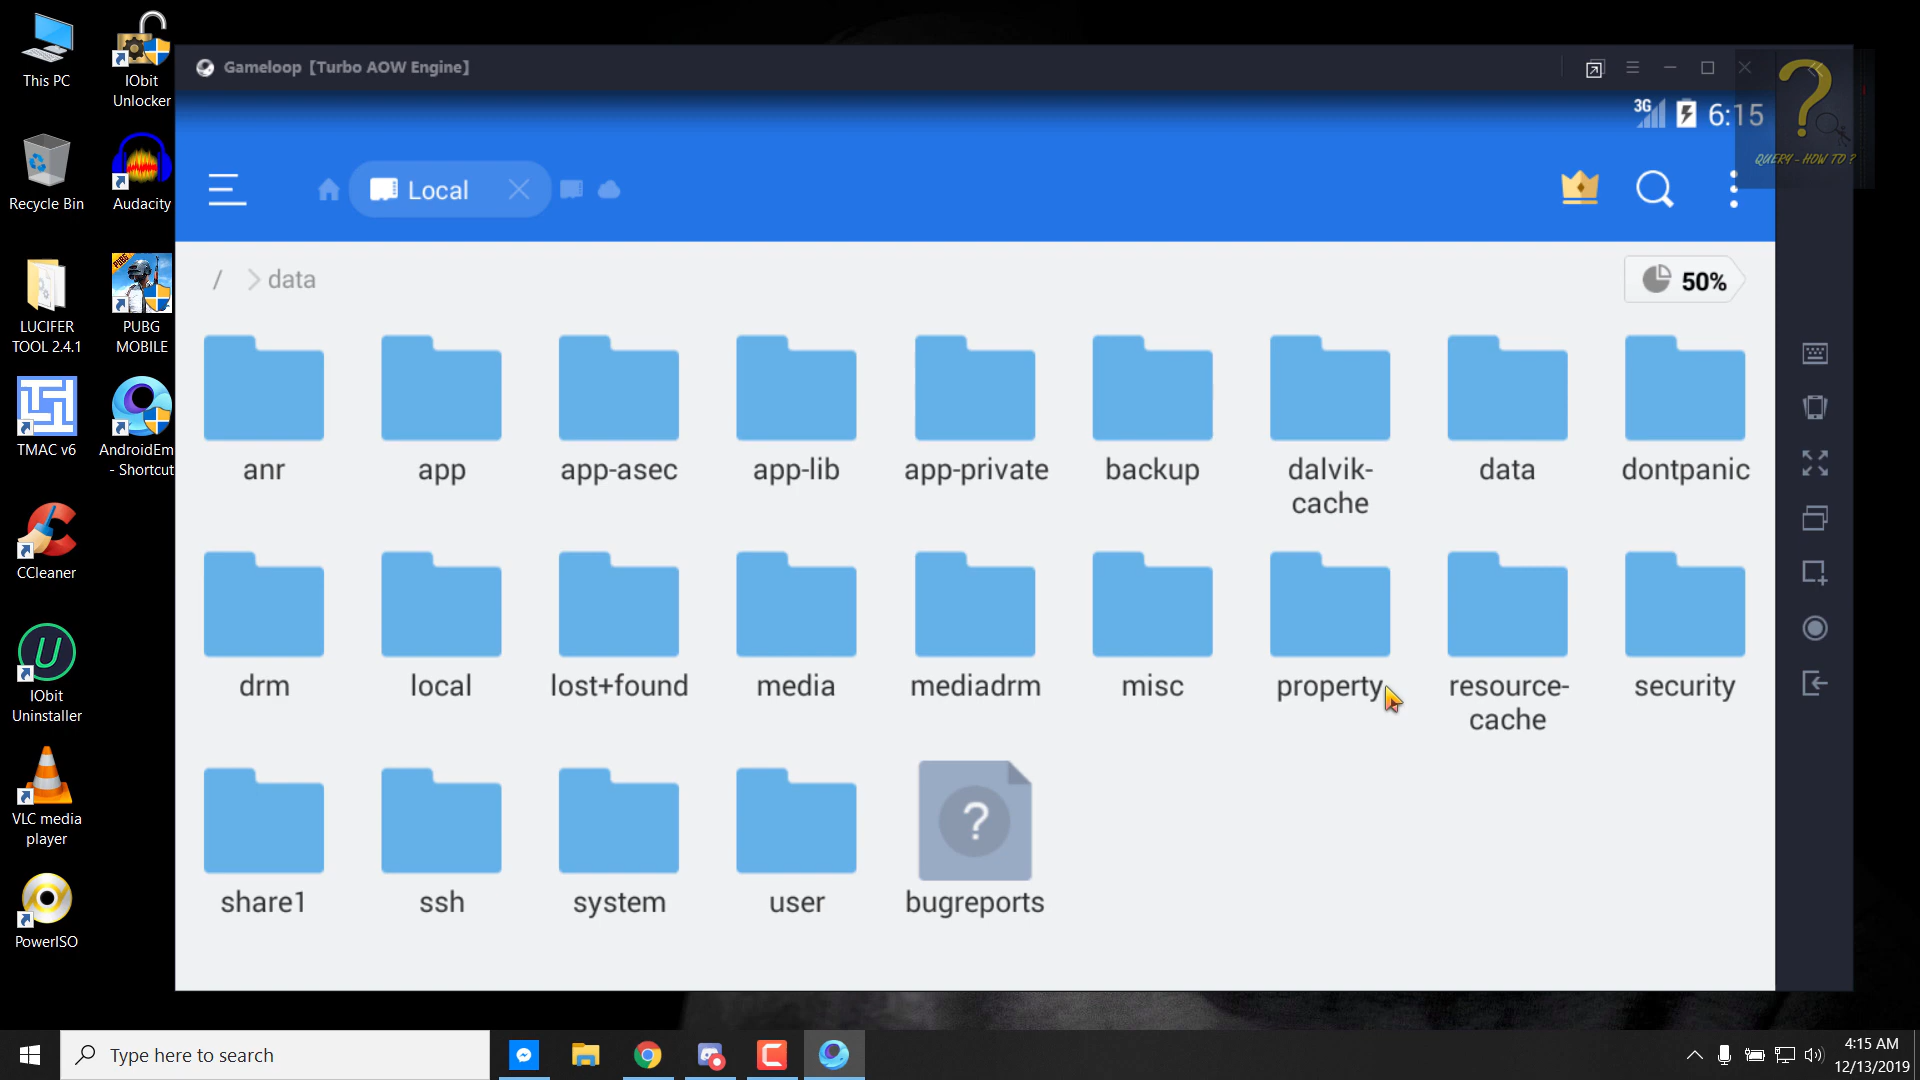 This PC
IObit
Unlocker
Recycle Bin
Audacity
LUCIFER
TOOL 2.4.1
PUBG
MOBILE
TMAC v6
AndroidEm
- Shortcut
CCleaner
IObit
Uninstaller
VLC media
player
PowerISO
Gameloop【Turbo AOW Engine】
3G
6:15
QUERY - HOW TO ?
Local
/ data
50%
anr
app
app-asec
app-lib
app-private
backup
dalvik-
cache
data
dontpanic
drm
local
lost+found
media
mediadrm
misc
property
resource-
cache
security
share1
ssh
system
user
bugreports
Type here to search
4:15 AM
12/13/2019